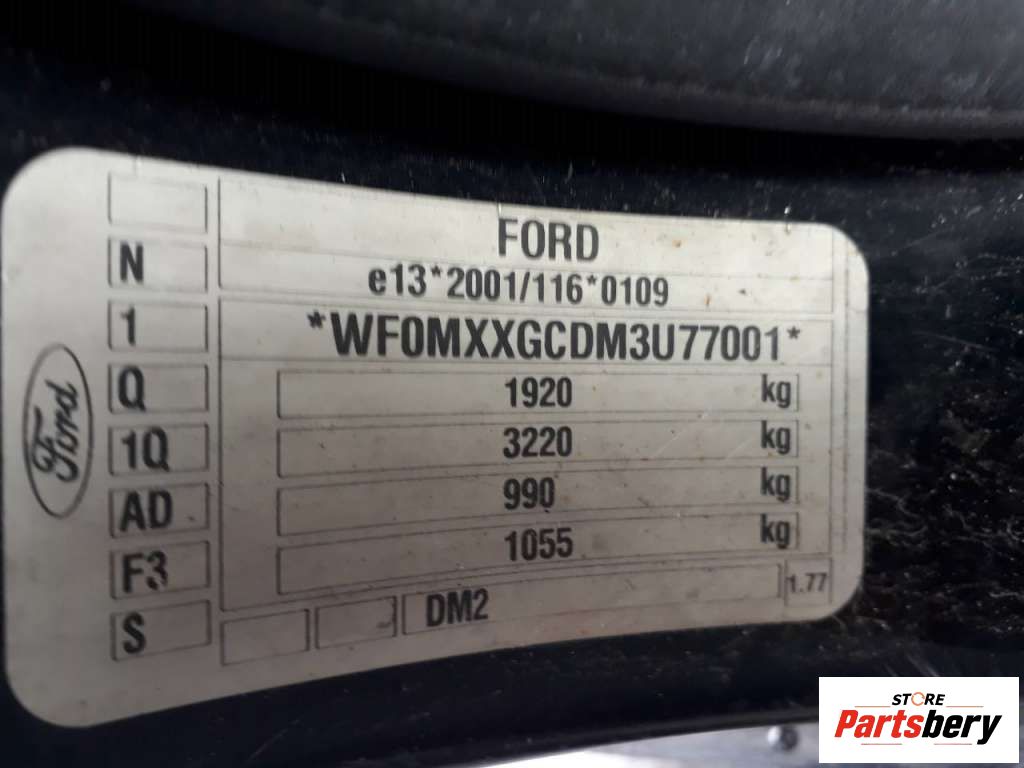 FORD
N
e13*2001/116*0109
1
*WF0MXXGCDM3U77001*
Q
1920 kg
1Q
3220 kg
AD
990 kg
F3
1055 kg
S
DM2
1.77
Ford
STORE
Partsbery